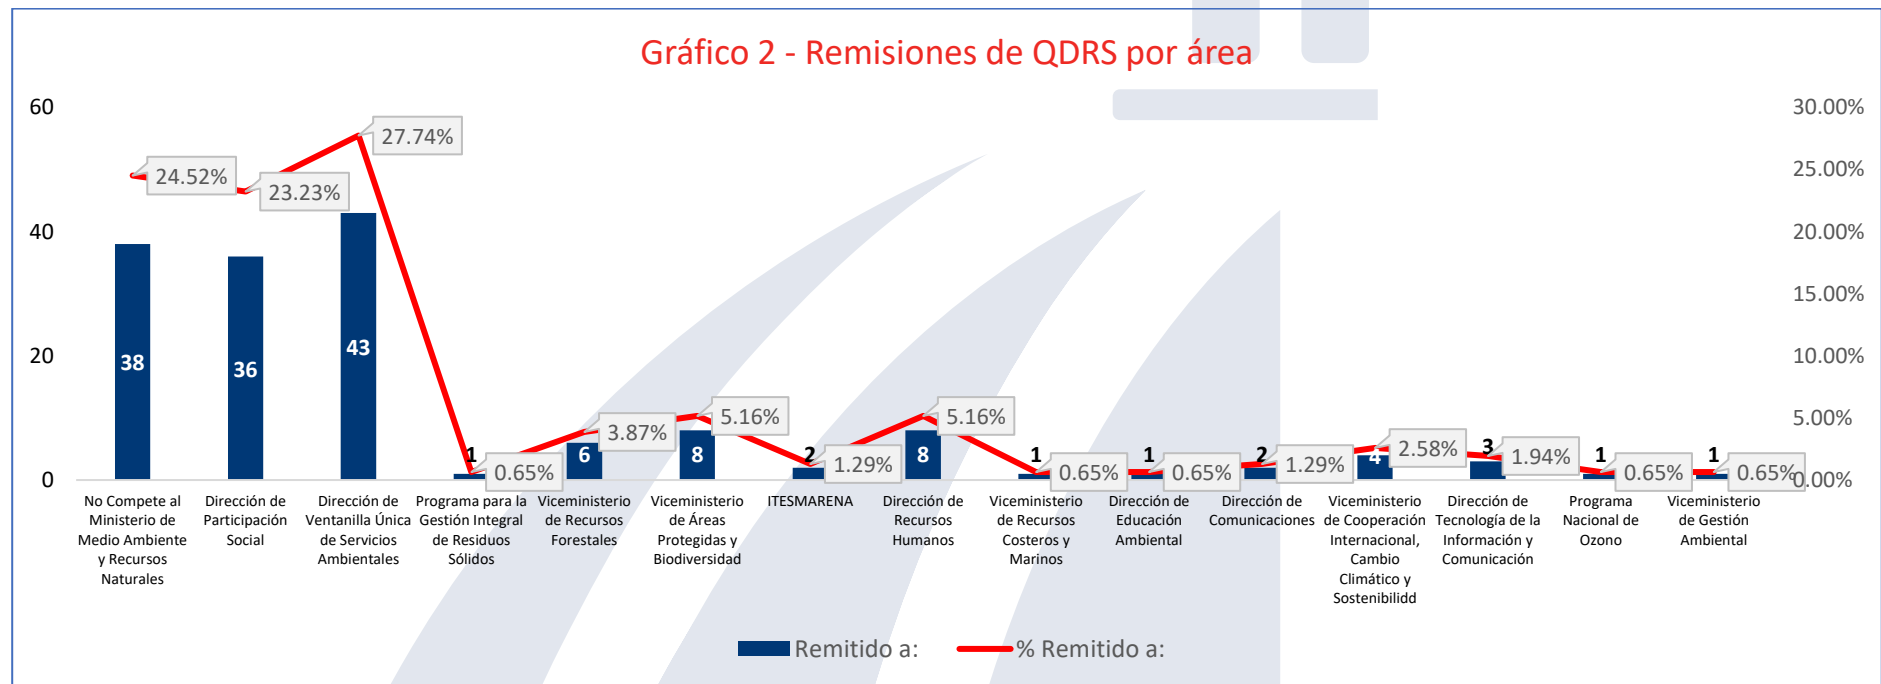 Gráfico 2 - Remisiones de QDRS por área
60
40
20
0
30.00%
25.00%
20.00%
15.00%
10.00%
5.00%
0.00%
24.52%
23.23%
27.74%
0.65%
3.87%
5.16%
1.29%
5.16%
0.65%
0.65%
1.29%
2.58%
1.94%
0.65%
0.65%
38
36
43
1
6
8
2
8
1
1
2
4
3
1
1
No Compete al
Ministerio de
Medio Ambiente
y Recursos
Naturales
Dirección de
Participación
Social
Dirección de
Ventanilla Única
de Servicios
Ambientales
Programa para la
Gestión Integral
de Residuos
Sólidos
Viceministerio
de Recursos
Forestales
Viceministerio
de Áreas
Protegidas y
Biodiversidad
ITESMARENA
Dirección de
Recursos
Humanos
Viceministerio
de Recursos
Costeros y
Marinos
Dirección de
Educación
Ambiental
Dirección de
Comunicaciones
Viceministerio
de Cooperación
Internacional,
Cambio
Climático y
Sostenibilidd
Dirección de
Tecnología de la
Información y
Comunicación
Programa
Nacional de
Ozono
Viceministerio
de Gestión
Ambiental
Remitido a:
% Remitido a: